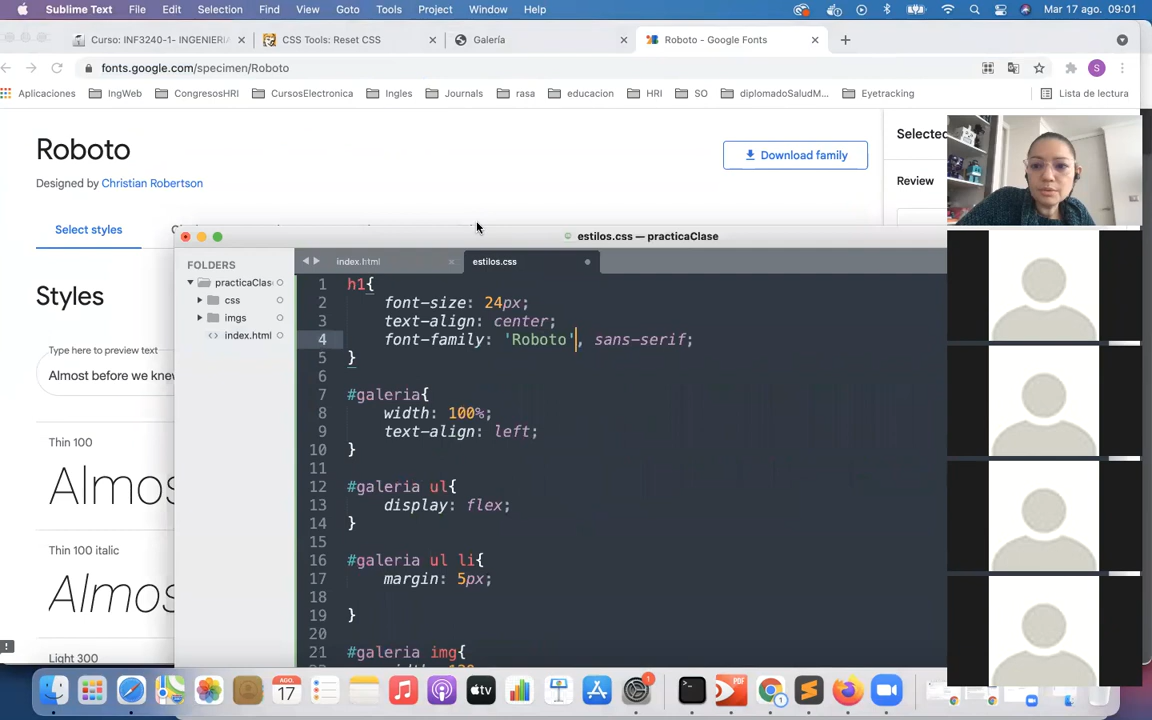 Sublime Text File Edit Selection Find View Goto Tools Project Window Help Mar 17 ago. 09:01
Curso: INF3240-1- INGENIERIA CSS Tools: Reset CSS Galería Roboto - Google Fonts
fonts.google.com/specimen/Roboto S
Aplicaciones IngWeb CongresosHRI CursosElectronica Ingles Journals rasa educacion HRI SO diplomadoSaludM... Eyetracking Lista de lectura
Roboto
Download family
Selected
Designed by Christian Robertson
Review
Select styles
estilos.css — practicaClase
FOLDERS
practicaClas
css
imgs
index.html
index.html estilos.css
Styles
Type here to preview text
Almost before we knew
Thin 100
Almos
Thin 100 italic
Almos
Light 300
1 h1{
2 font-size: 24px;
3 text-align: center;
4 font-family: 'Roboto', sans-serif;
5 }
6
7 #galeria{
8 width: 100%;
9 text-align: left;
10 }
11
12 #galeria ul{
13 display: flex;
14 }
15
16 #galeria ul li{
17 margin: 5px;
18
19 }
20
21 #galeria img{
AGO.
17
tv
PDF
1
1